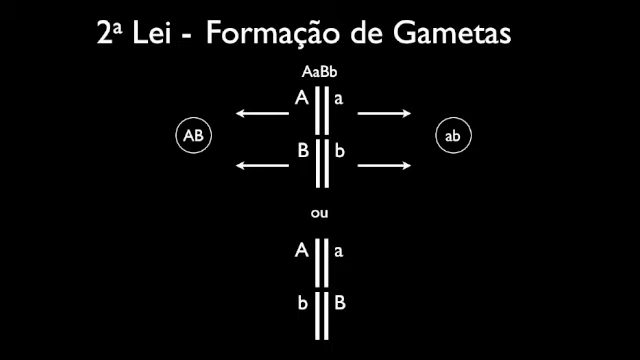 2ª Lei - Formação de Gametas
AaBb
A a
AB ab
B b
ou
A a
b B